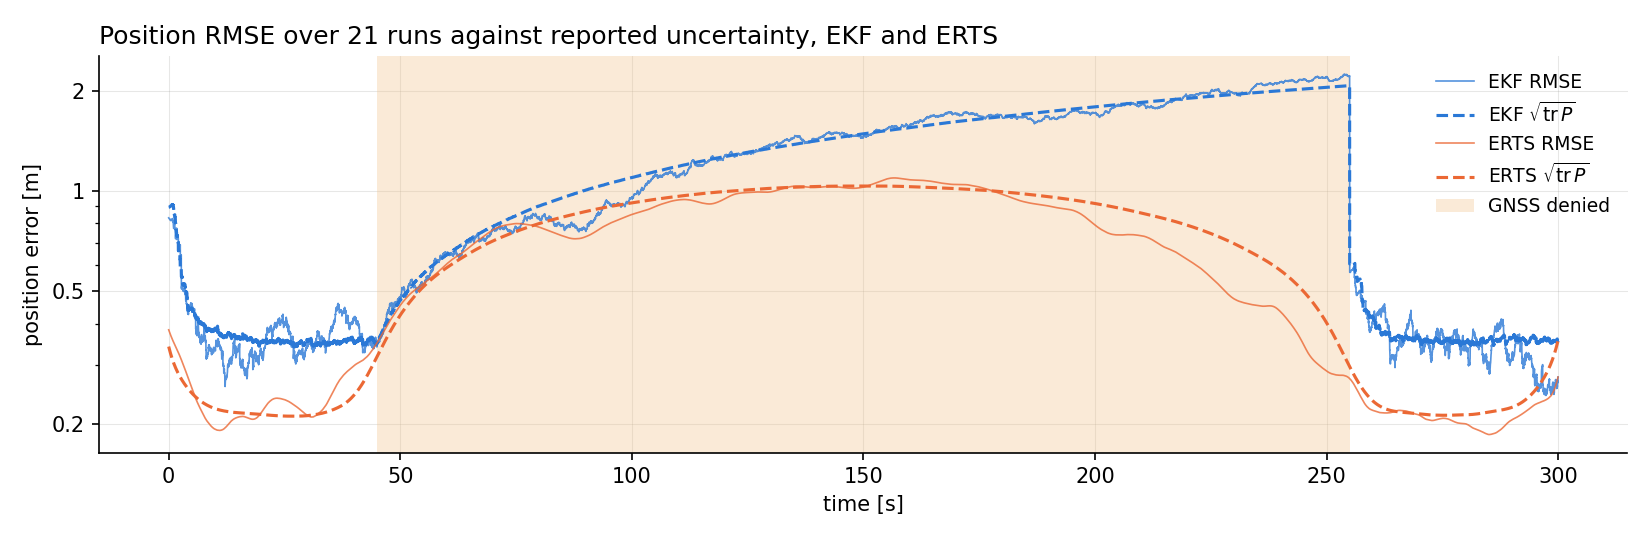 Position RMSE over 21 runs against reported uncertainty, EKF and ERTS
position error [m]
2
1
0.5
0.2
0
50
100
150
200
250
300
time [s]
EKF RMSE
EKF √tr P
ERTS RMSE
ERTS √tr P
GNSS denied